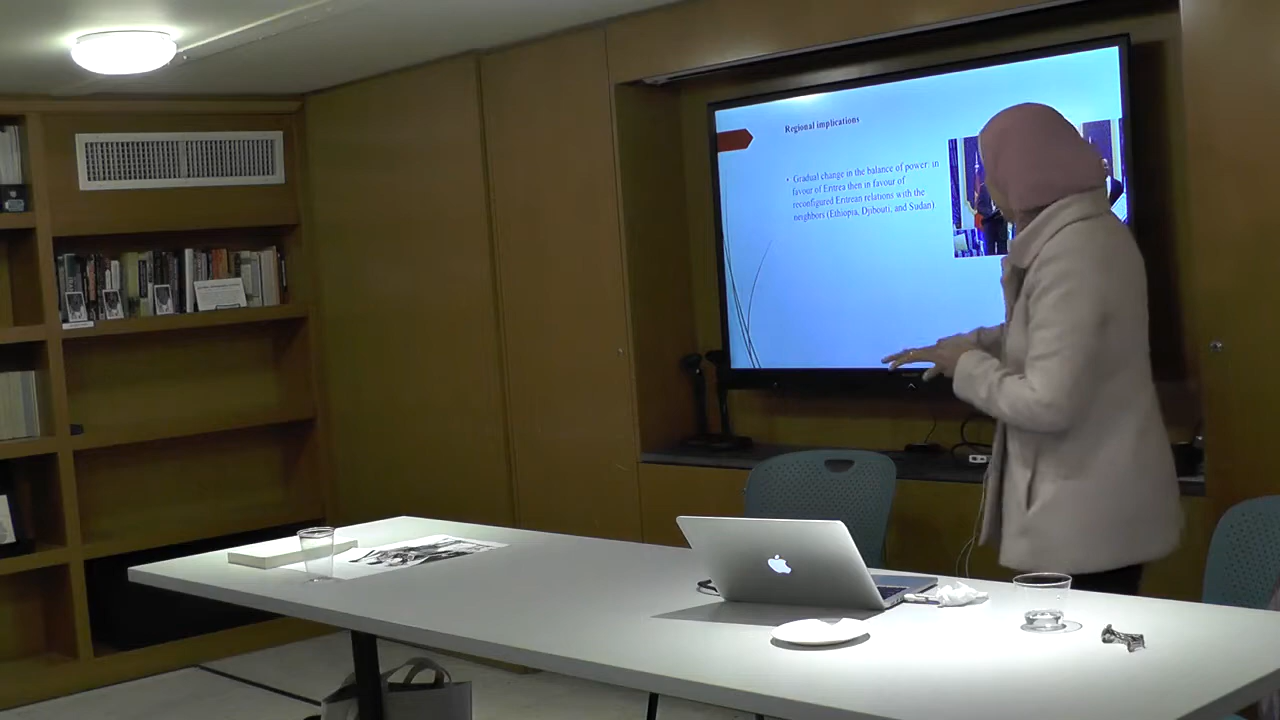 Regional implications
• Gradual change in the balance of power: in
favour of Eritrea then in favour of
reconfigured Eritrean relations with the
neighbors (Ethiopia, Djibouti, and Sudan).